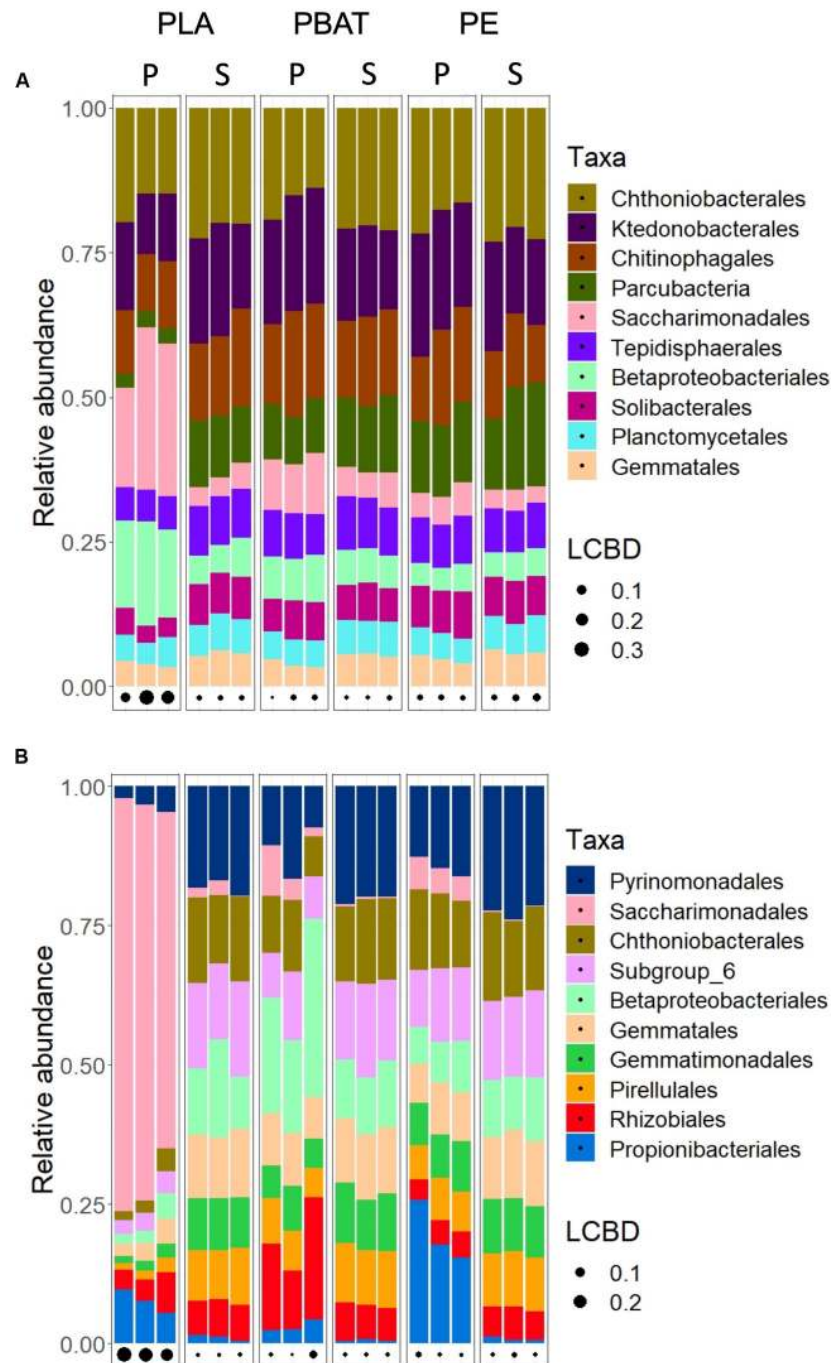 PLA PBAT PE
P S P S P S
A
Relative abundance
1.00
0.75
0.50
0.25
0.00
Taxa
Chthoniobacterales
Ktedonobacterales
Chitinophagales
Parcubacteria
Saccharimonadales
Tepidisphaerales
Betaproteobacteriales
Solibacterales
Planctomycetales
Gemmatales
LCBD
0.1
0.2
0.3
B
Relative abundance
1.00
0.75
0.50
0.25
0.00
Taxa
Pyrinomonadales
Saccharimonadales
Chthoniobacterales
Subgroup_6
Betaproteobacteriales
Gemmatales
Gemmatimonadales
Pirellulales
Rhizobiales
Propionibacteriales
LCBD
0.1
0.2